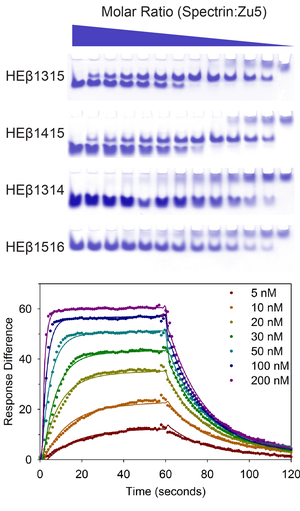 Molar Ratio (Spectrin:Zu5)
HEβ1315
HEβ1415
HEβ1314
HEβ1516
60
40
20
0
Response Difference
5 nM
10 nM
20 nM
30 nM
50 nM
100 nM
200 nM
0 20 40 60 80 100 120
Time (seconds)